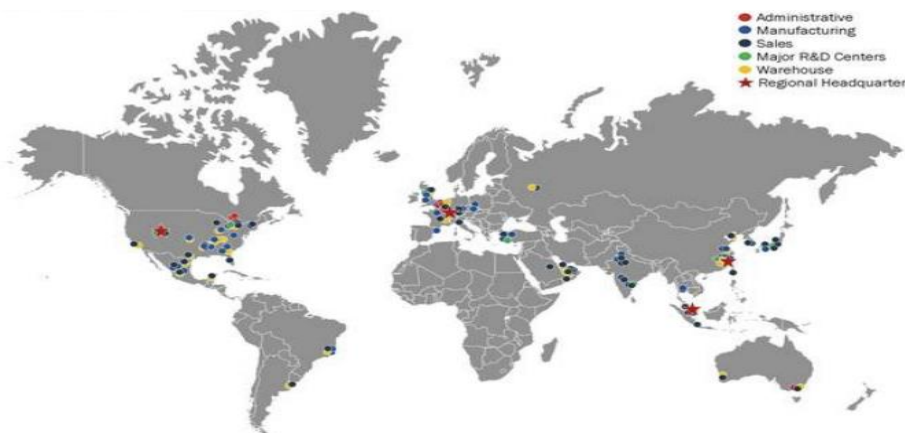 Administrative
Manufacturing
Sales
Major R&D Centers
Warehouse
Regional Headquarter